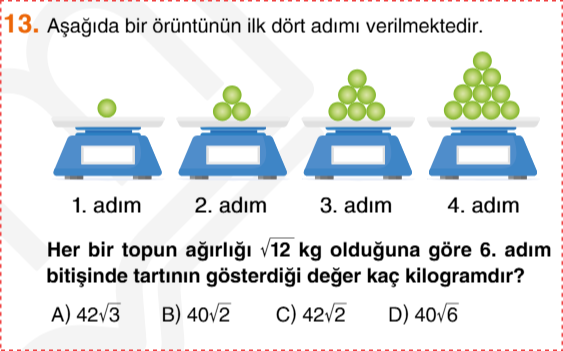 13. Aşağıda bir örüntünün ilk dört adımı verilmektedir.
1. adım 2. adım 3. adım 4. adım
Her bir topun ağırlığı √12 kg olduğuna göre 6. adım
bitişinde tartının gösterdiği değer kaç kilogramdır?
A) 42√3 B) 40√2 C) 42√2 D) 40√6